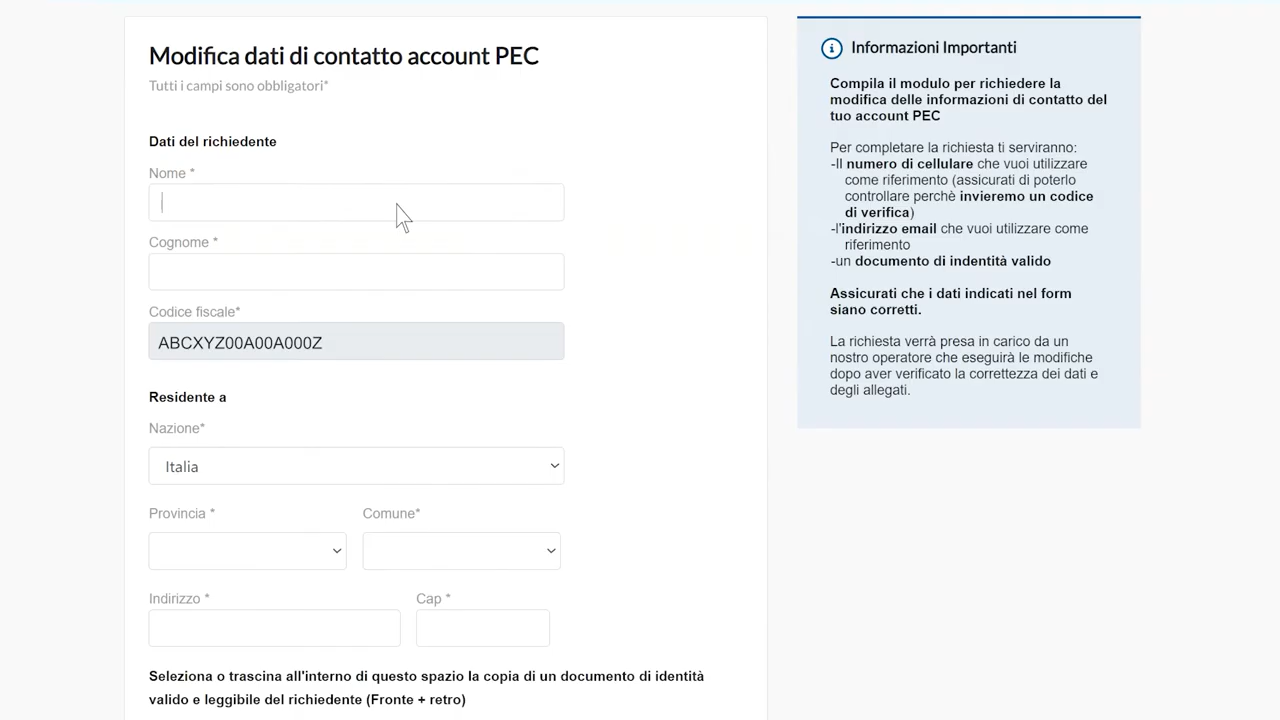 Modifica dati di contatto account PEC
Tutti i campi sono obbligatori*
Dati del richiedente
Nome *
Cognome *
Codice fiscale*
ABCXYZ00A00A000Z
Residente a
Nazione*
Italia
Provincia *
Comune*
Indirizzo *
Cap *
Seleziona o trascina all'interno di questo spazio la copia di un documento di identità
valido e leggibile del richiedente (Fronte + retro)
Informazioni Importanti
Compila il modulo per richiedere la
modifica delle informazioni di contatto del
tuo account PEC
Per completare la richiesta ti serviranno:
-Il numero di cellulare che vuoi utilizzare
come riferimento (assicurati di poterlo
controllare perchè invieremo un codice
di verifica)
-l'indirizzo email che vuoi utilizzare come
riferimento
-un documento di indentità valido
Assicurati che i dati indicati nel form
siano corretti.
La richiesta verrà presa in carico da un
nostro operatore che eseguirà le modifiche
dopo aver verificato la correttezza dei dati e
degli allegati.